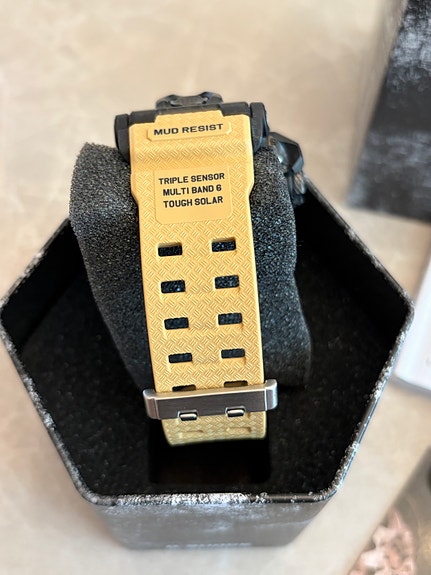 MUD RESIST
TRIPLE SENSOR
MULTI BAND 6
TOUGH SOLAR